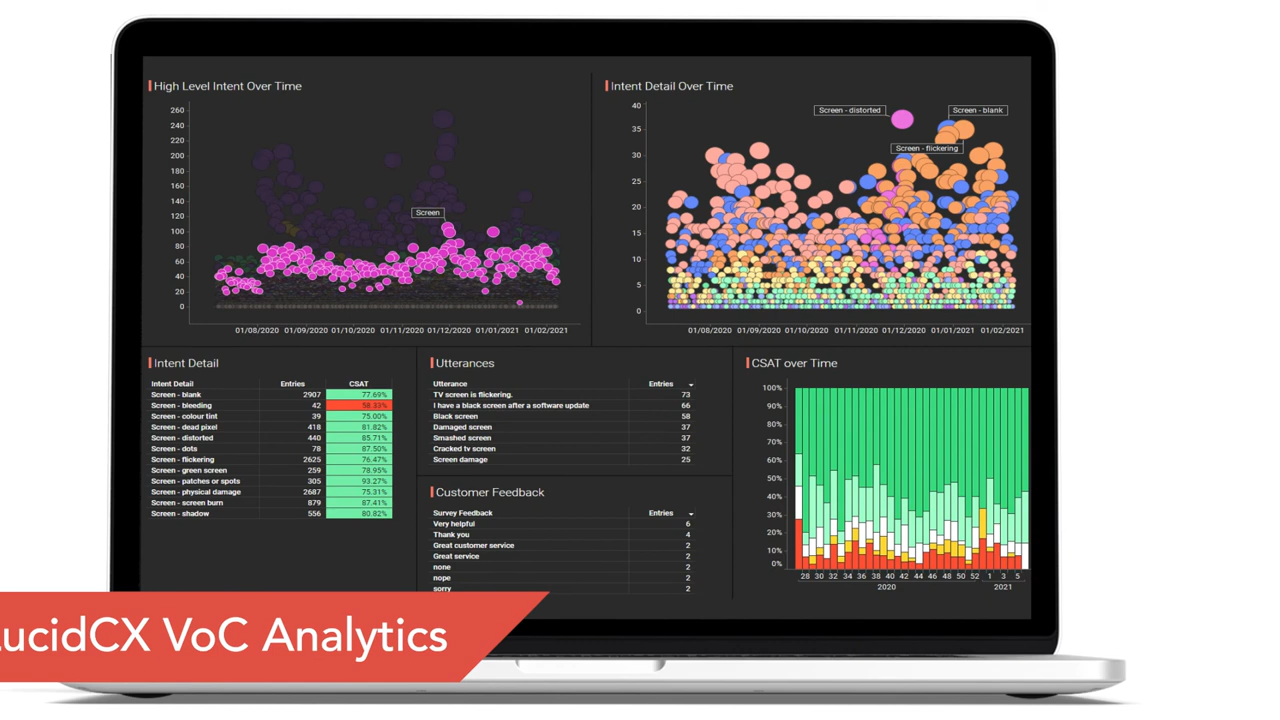 High Level Intent Over Time
260
240
220
200
180
160
140
120
100
80
60
40
20
0
Screen
01/08/2020 01/09/2020 01/10/2020 01/11/2020 01/12/2020 01/01/2021 01/02/2021
Intent Detail Over Time
40
35
30
25
20
15
10
5
0
Screen - distorted
Screen - blank
Screen - flickering
01/08/2020 01/09/2020 01/10/2020 01/11/2020 01/12/2020 01/01/2021 01/02/2021
Intent Detail
Intent Detail Entries CSAT
Screen - blank 2907 77.69%
Screen - bleeding 42 58.33%
Screen - colour tint 39 75.00%
Screen - dead pixel 418 81.82%
Screen - distorted 440 85.71%
Screen - dots 78 87.50%
Screen - flickering 2625 76.47%
Screen - green screen 259 78.95%
Screen - patches or spots 305 93.27%
Screen - physical damage 2687 75.31%
Screen - screen burn 879 87.41%
Screen - shadow 556 80.82%
Utterances
Utterance Entries
TV screen is flickering. 73
I have a black screen after a software update 66
Black screen 58
Damaged screen 37
Smashed screen 37
Cracked tv screen 32
Screen damage 25
Customer Feedback
Survey Feedback Entries
Very helpful 6
Thank you 4
Great customer service 2
Great service 2
none 2
nope 2
sorry 2
CSAT over Time
100%
90%
80%
70%
60%
50%
40%
30%
20%
10%
0%
28 30 32 34 36 38 40 42 44 46 48 50 52 1 3 5
2020 2021
LucidCX VoC Analytics